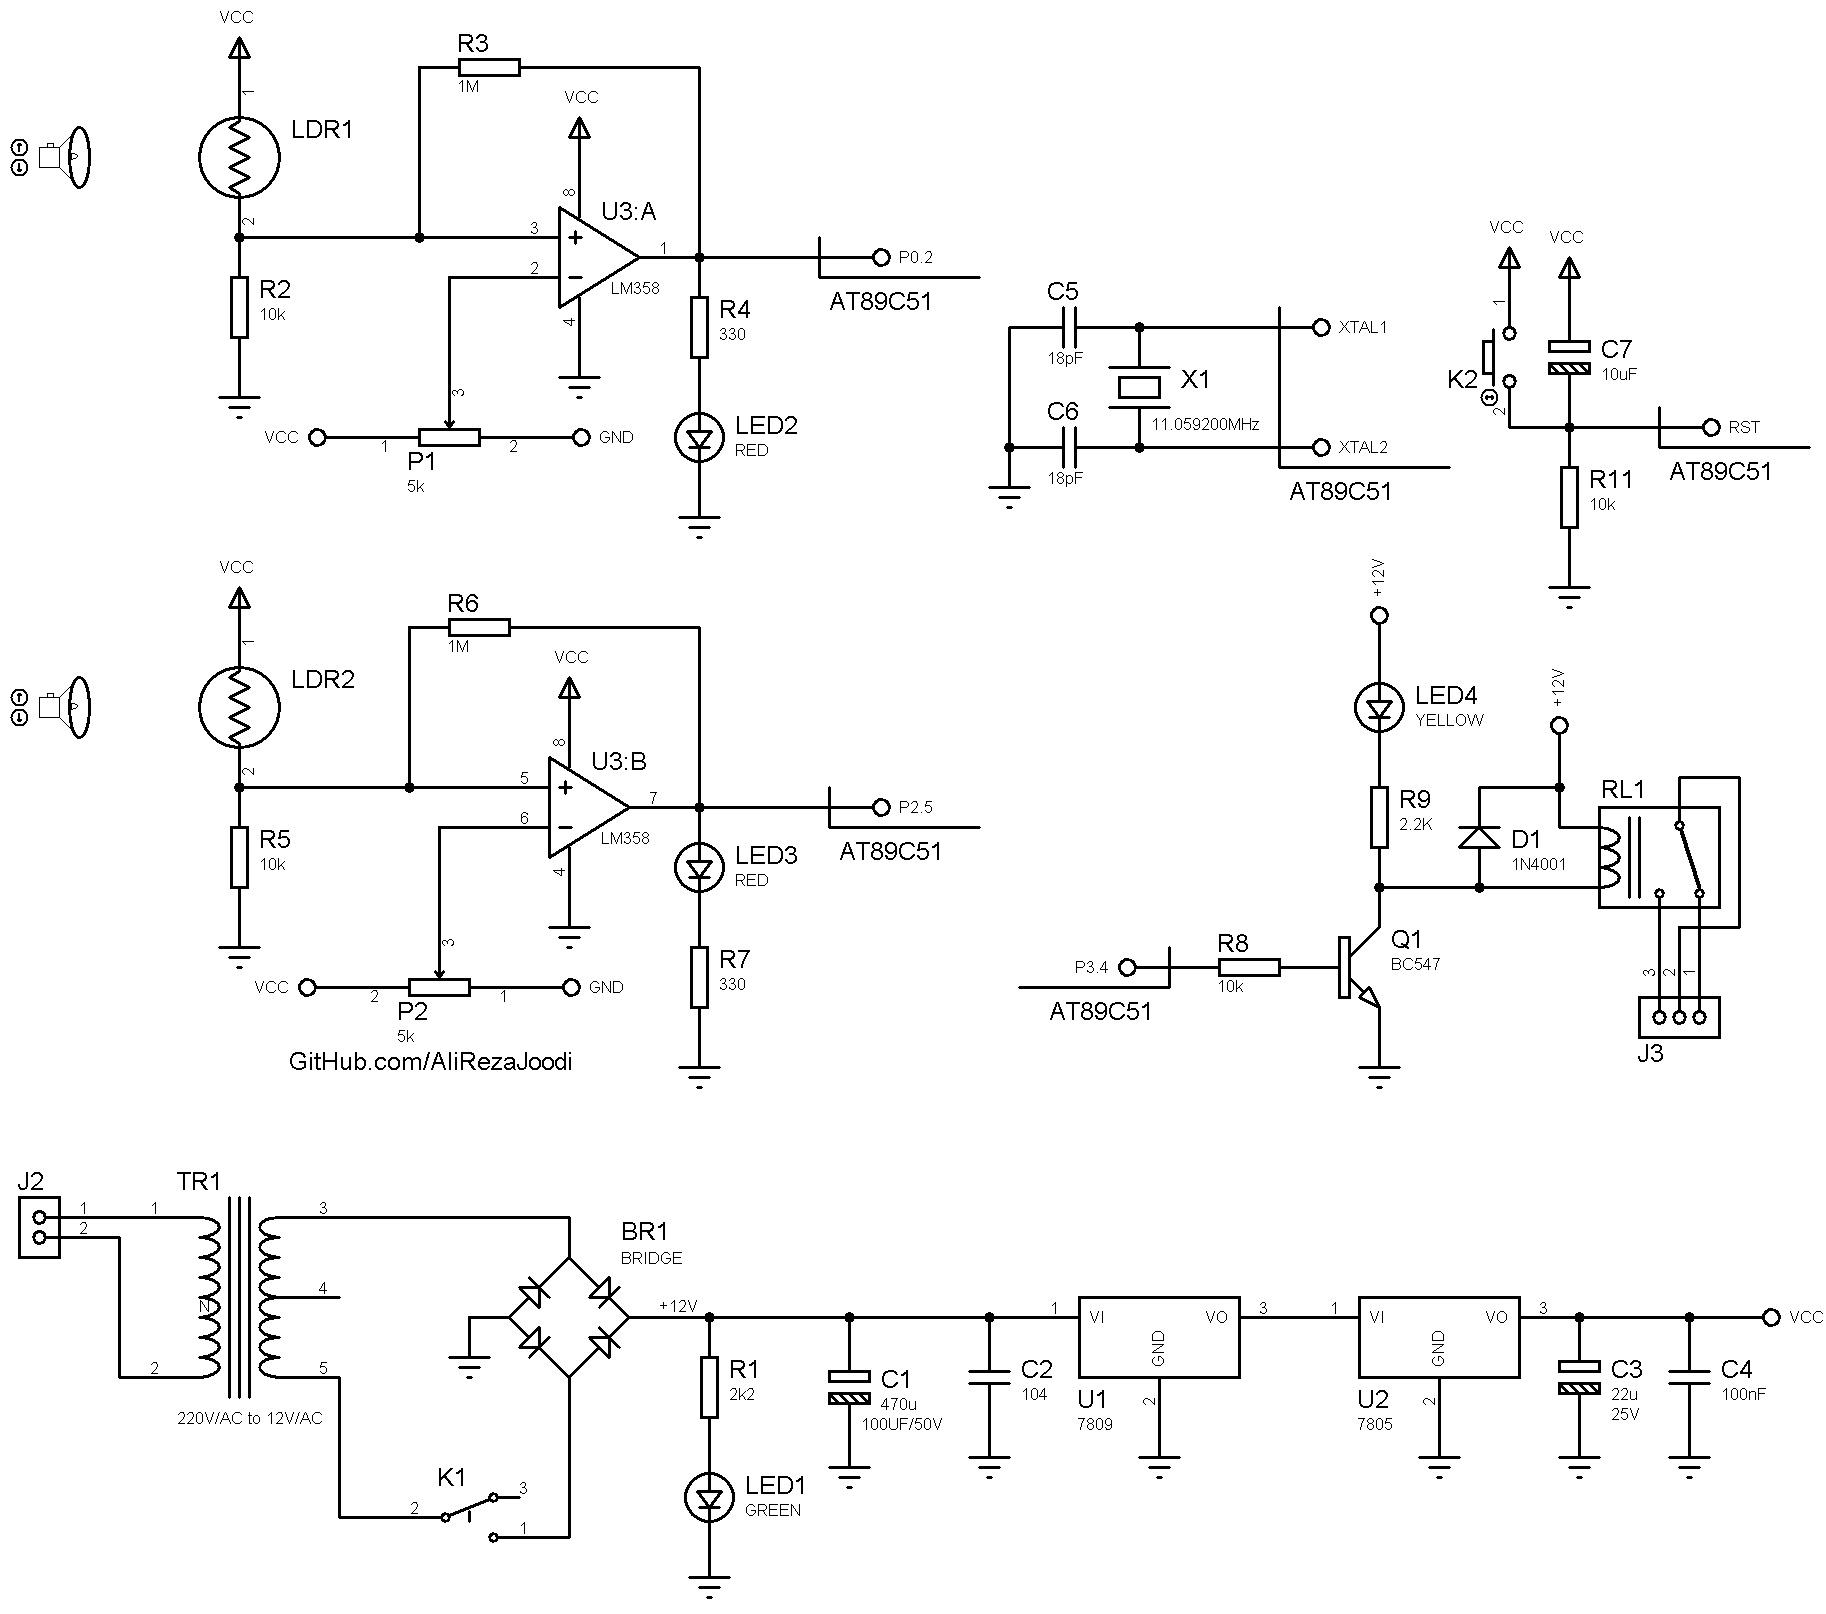 VCC
1
LDR1
2
R2
10k
R3
1M
VCC
8
U3:A
3
+
2
−
1
LM358
4
3
VCC
1
P1
5k
2
GND
P0.2
AT89C51
R4
330
LED2
RED
C5
18pF
C6
18pF
X1
11.059200MHz
XTAL1
XTAL2
AT89C51
VCC
1
K2
2
VCC
C7
10uF
RST
AT89C51
R11
10k
VCC
1
LDR2
2
R5
10k
R6
1M
VCC
8
U3:B
5
+
6
−
7
LM358
4
3
VCC
2
P2
5k
1
GND
GitHub.com/AliRezaJoodi
P2.5
AT89C51
LED3
RED
R7
330
+12V
LED4
YELLOW
R9
2.2K
+12V
D1
1N4001
RL1
P3.4
AT89C51
R8
10k
Q1
BC547
3
2
1
J3
J2
1
2
TR1
1
2
N
3
4
5
220V/AC to 12V/AC
K1
2
3
1
BR1
BRIDGE
+12V
R1
2k2
LED1
GREEN
C1
470u
100UF/50V
C2
104
1
VI
VO
GND
3
U1
7809
2
1
VI
VO
GND
3
U2
7805
2
C3
22u
25V
C4
100nF
VCC